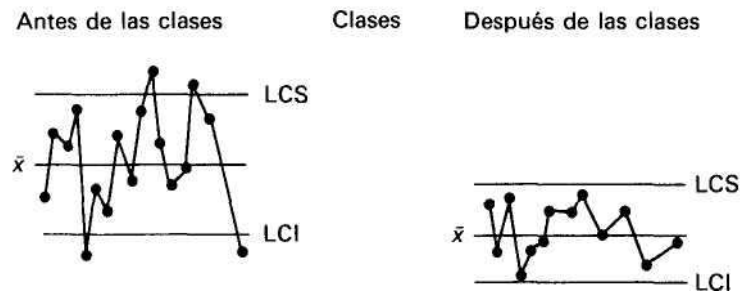 Antes de las clases
Clases
Después de las clases
LCS
x̄
LCI
LCS
x̄
LCI